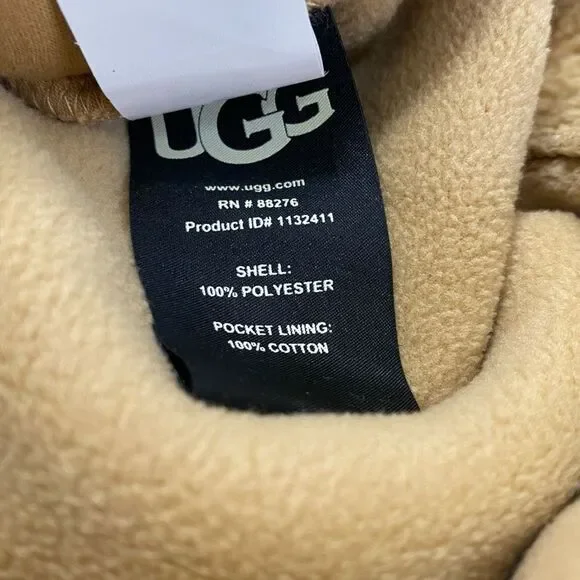 UGG
www.ugg.com
RN # 88276
Product ID# 1132411
SHELL:
100% POLYESTER
POCKET LINING:
100% COTTON